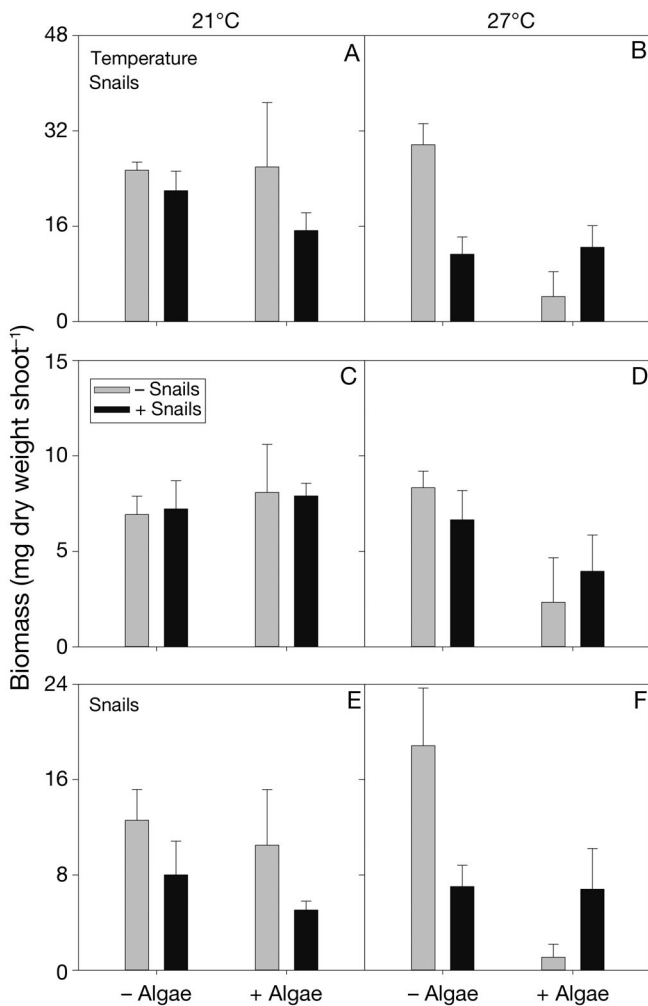 21°C 27°C
48 Temperature A B
Snails
32
16
0
15 C D
– Snails
+ Snails
10
5
0
Biomass (mg dry weight shoot⁻¹)
24 Snails E F
16
8
0
– Algae + Algae – Algae + Algae